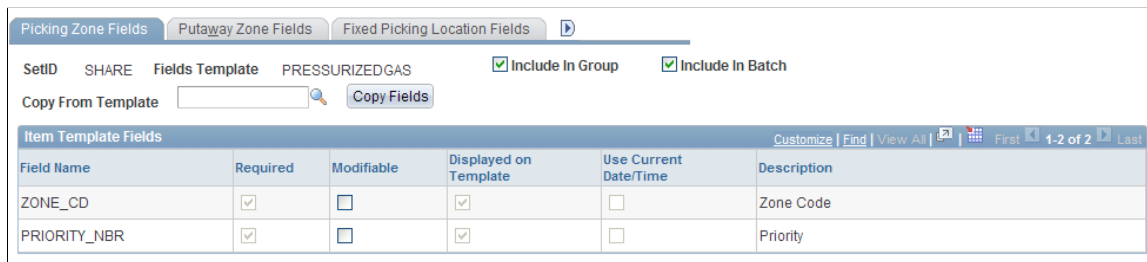 Picking Zone Fields Putaway Zone Fields Fixed Picking Location Fields
SetID SHARE Fields Template PRESSURIZEDGAS Include In Group Include In Batch
Copy From Template Copy Fields
Item Template Fields Customize | Find | View All | | First 1-2 of 2 Last
Field Name Required Modifiable Displayed on Template Use Current Date/Time Description
ZONE_CD Zone Code
PRIORITY_NBR Priority